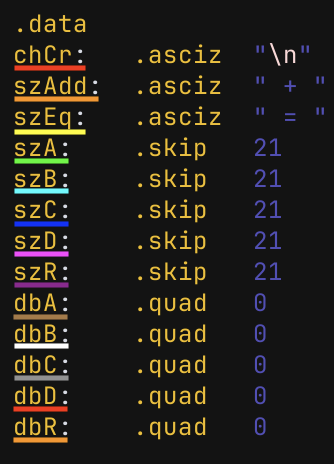 .data
chCr: .asciz "\n"
szAdd: .asciz " + "
szEq: .asciz " = "
szA: .skip 21
szB: .skip 21
szC: .skip 21
szD: .skip 21
szR: .skip 21
dbA: .quad 0
dbB: .quad 0
dbC: .quad 0
dbD: .quad 0
dbR: .quad 0